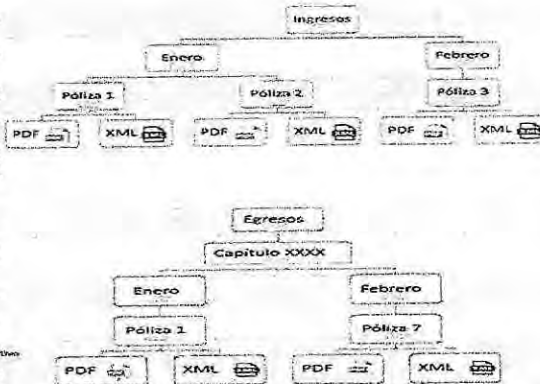 Ingresos
Enero Febrero
Póliza 1 Póliza 2 Póliza 3
PDF XML PDF XML PDF XML
Egresos
Capítulo XXXX
Enero Febrero
Póliza 1 Póliza 7
PDF XML PDF XML